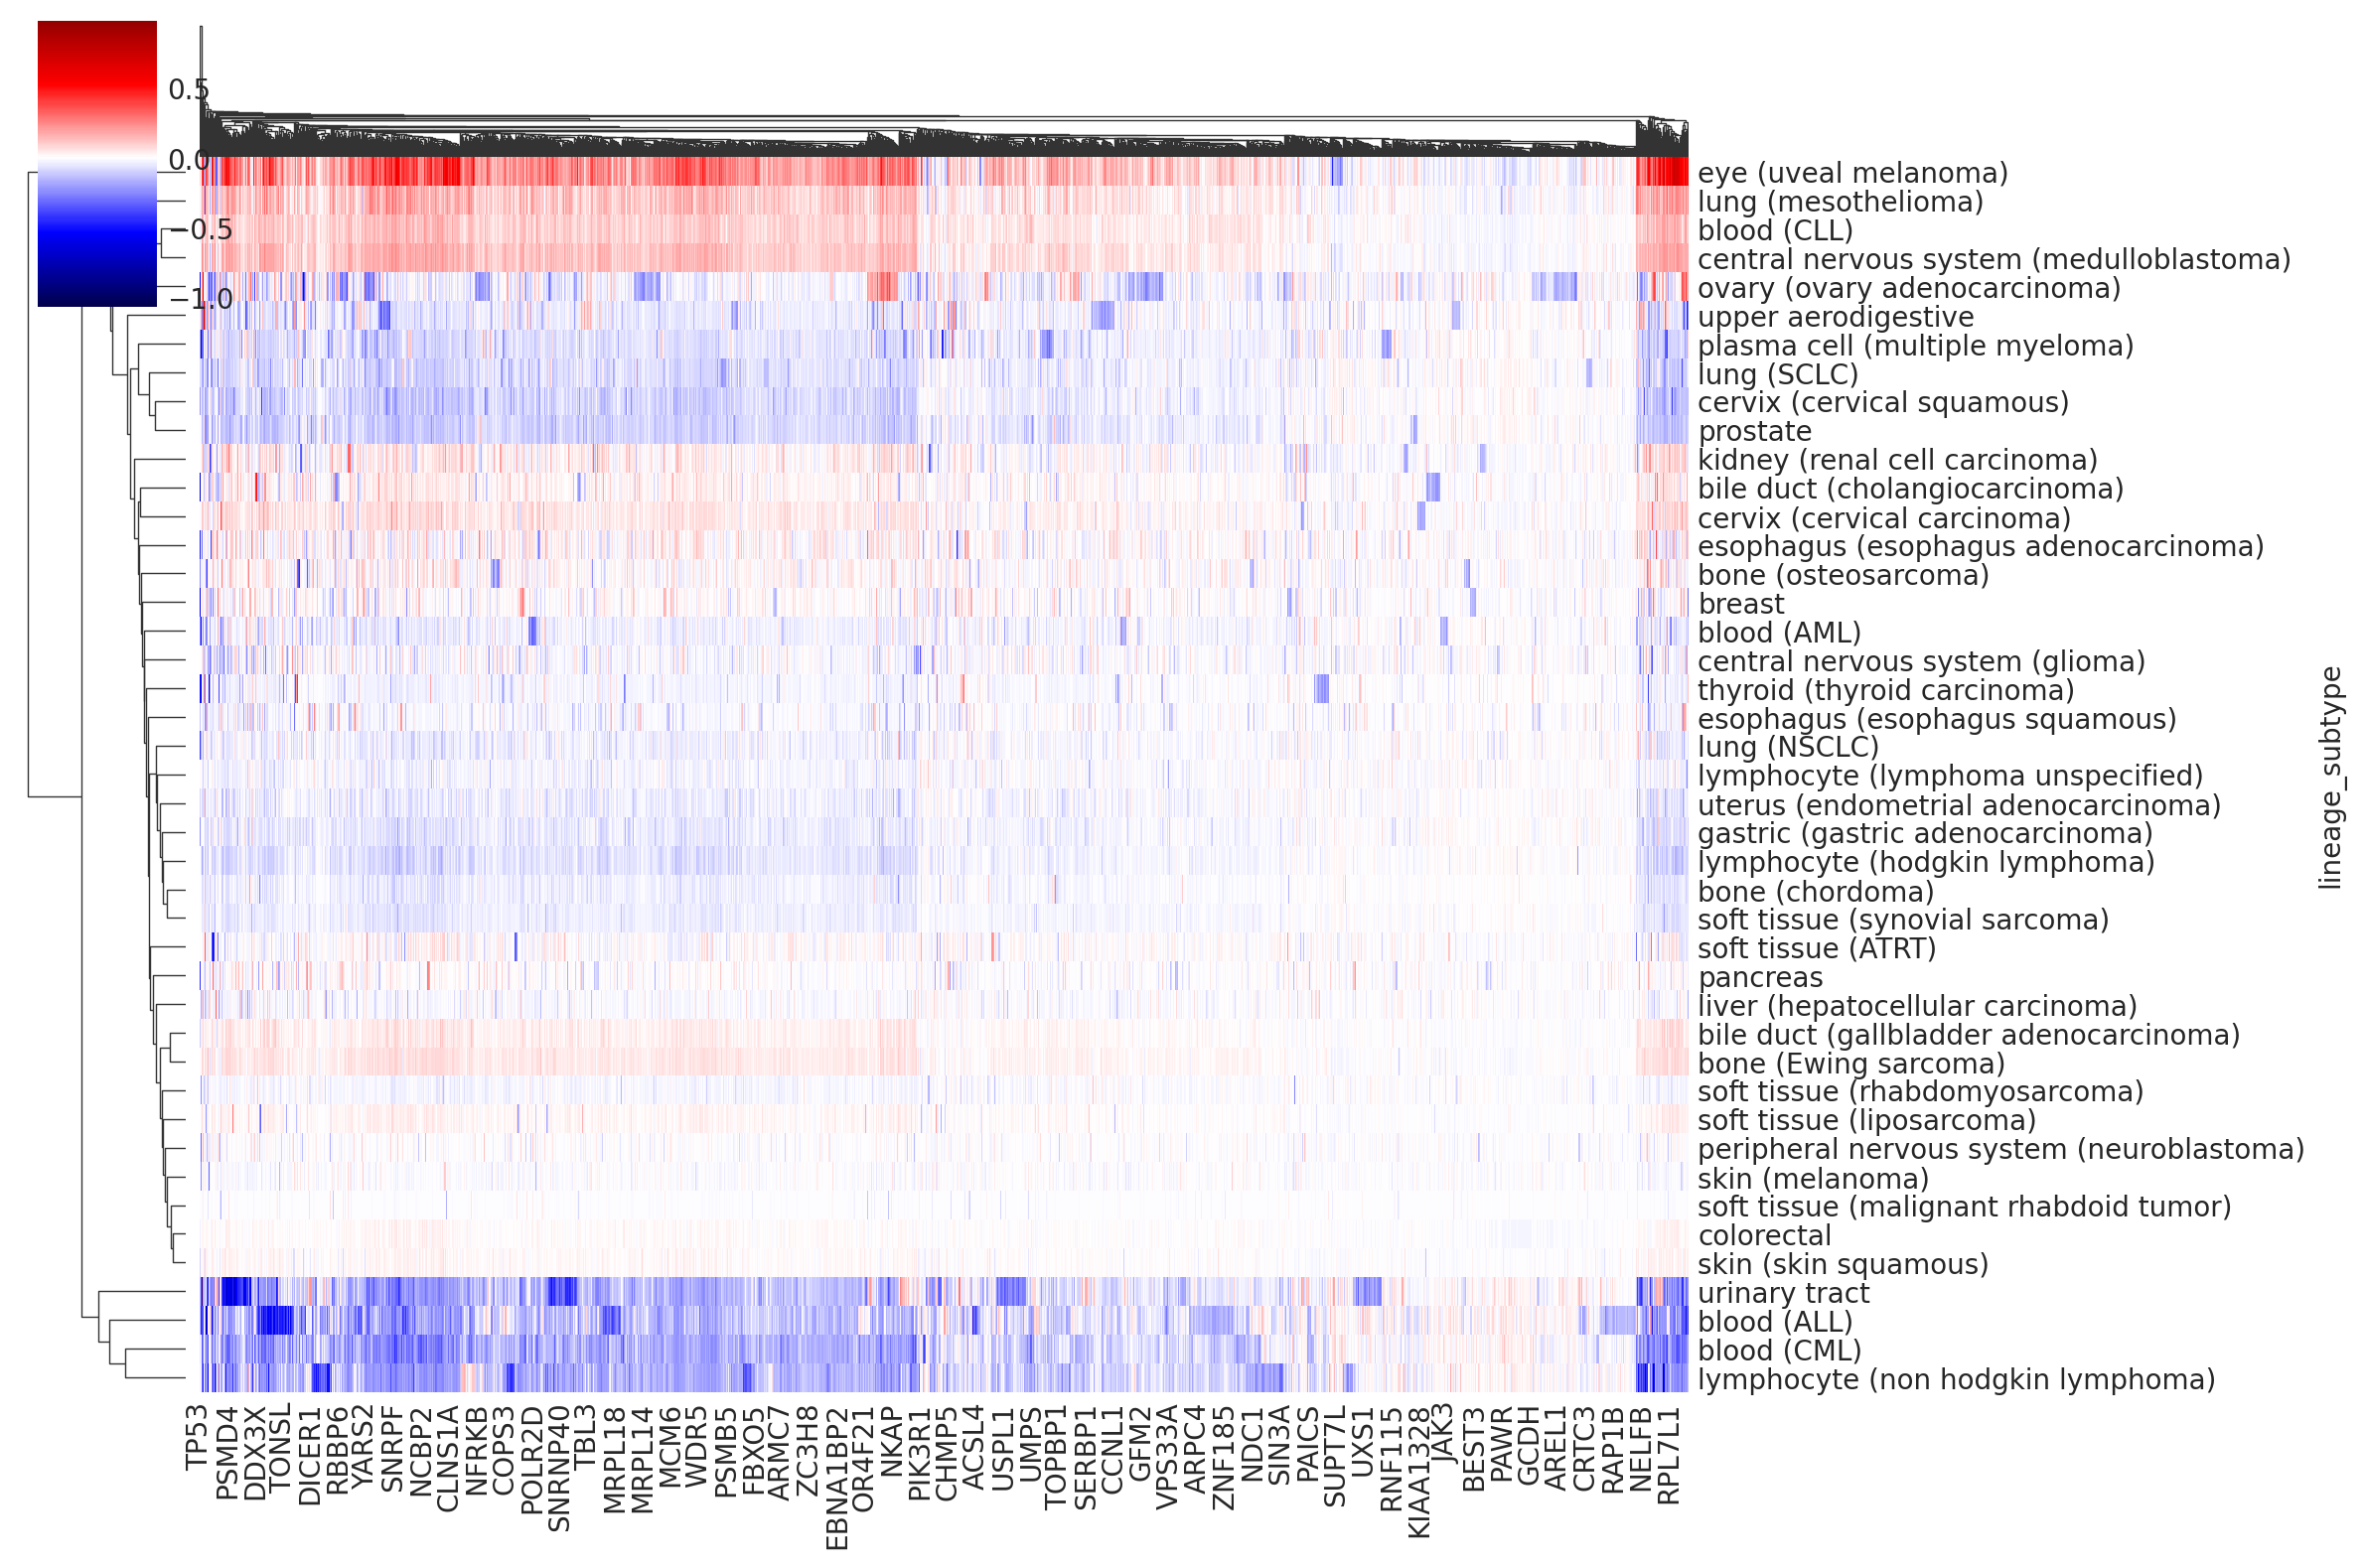 0.5
0.0
−0.5
−1.0
eye (uveal melanoma)
lung (mesothelioma)
blood (CLL)
central nervous system (medulloblastoma)
ovary (ovary adenocarcinoma)
upper aerodigestive
plasma cell (multiple myeloma)
lung (SCLC)
cervix (cervical squamous)
prostate
kidney (renal cell carcinoma)
bile duct (cholangiocarcinoma)
cervix (cervical carcinoma)
esophagus (esophagus adenocarcinoma)
bone (osteosarcoma)
breast
blood (AML)
central nervous system (glioma)
thyroid (thyroid carcinoma)
esophagus (esophagus squamous)
lung (NSCLC)
lymphocyte (lymphoma unspecified)
uterus (endometrial adenocarcinoma)
gastric (gastric adenocarcinoma)
lymphocyte (hodgkin lymphoma)
bone (chordoma)
soft tissue (synovial sarcoma)
soft tissue (ATRT)
pancreas
liver (hepatocellular carcinoma)
bile duct (gallbladder adenocarcinoma)
bone (Ewing sarcoma)
soft tissue (rhabdomyosarcoma)
soft tissue (liposarcoma)
peripheral nervous system (neuroblastoma)
skin (melanoma)
soft tissue (malignant rhabdoid tumor)
colorectal
skin (skin squamous)
urinary tract
blood (ALL)
blood (CML)
lymphocyte (non hodgkin lymphoma)
lineage_subtype
TP53
PSMD4
DDX3X
TONSL
DICER1
RBBP6
YARS2
SNRPF
NCBP2
CLNS1A
NFRKB
COPS3
POLR2D
SNRNP40
TBL3
MRPL18
MRPL14
MCM6
WDR5
PSMB5
FBXO5
ARMC7
ZC3H8
EBNA1BP2
OR4F21
NKAP
PIK3R1
CHMP5
ACSL4
USPL1
UMPS
TOPBP1
SERBP1
CCNL1
GFM2
VPS33A
ARPC4
ZNF185
NDC1
SIN3A
PAICS
SUPT7L
UXS1
RNF115
KIAA1328
JAK3
BEST3
PAWR
GCDH
AREL1
CRTC3
RAP1B
NELFB
RPL7L1